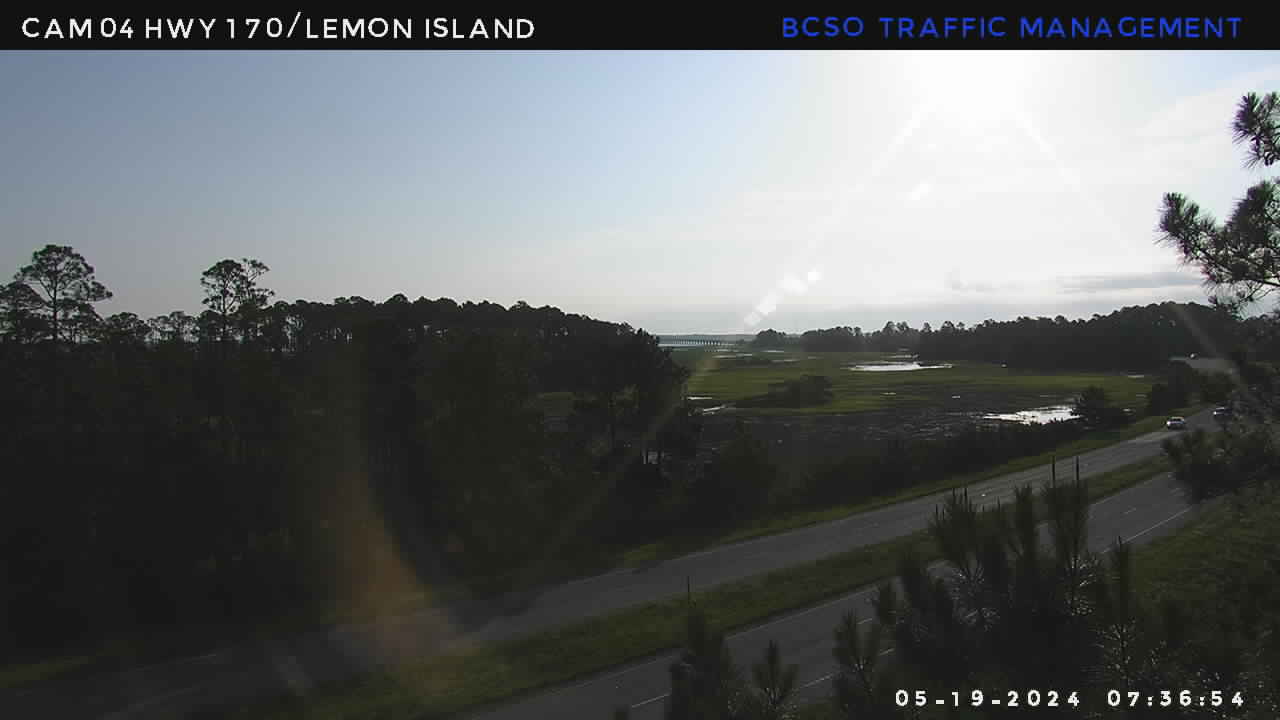 CAM04 HWY 170/LEMON ISLAND
BCSO TRAFFIC MANAGEMENT
05-19-2024 07:36:54